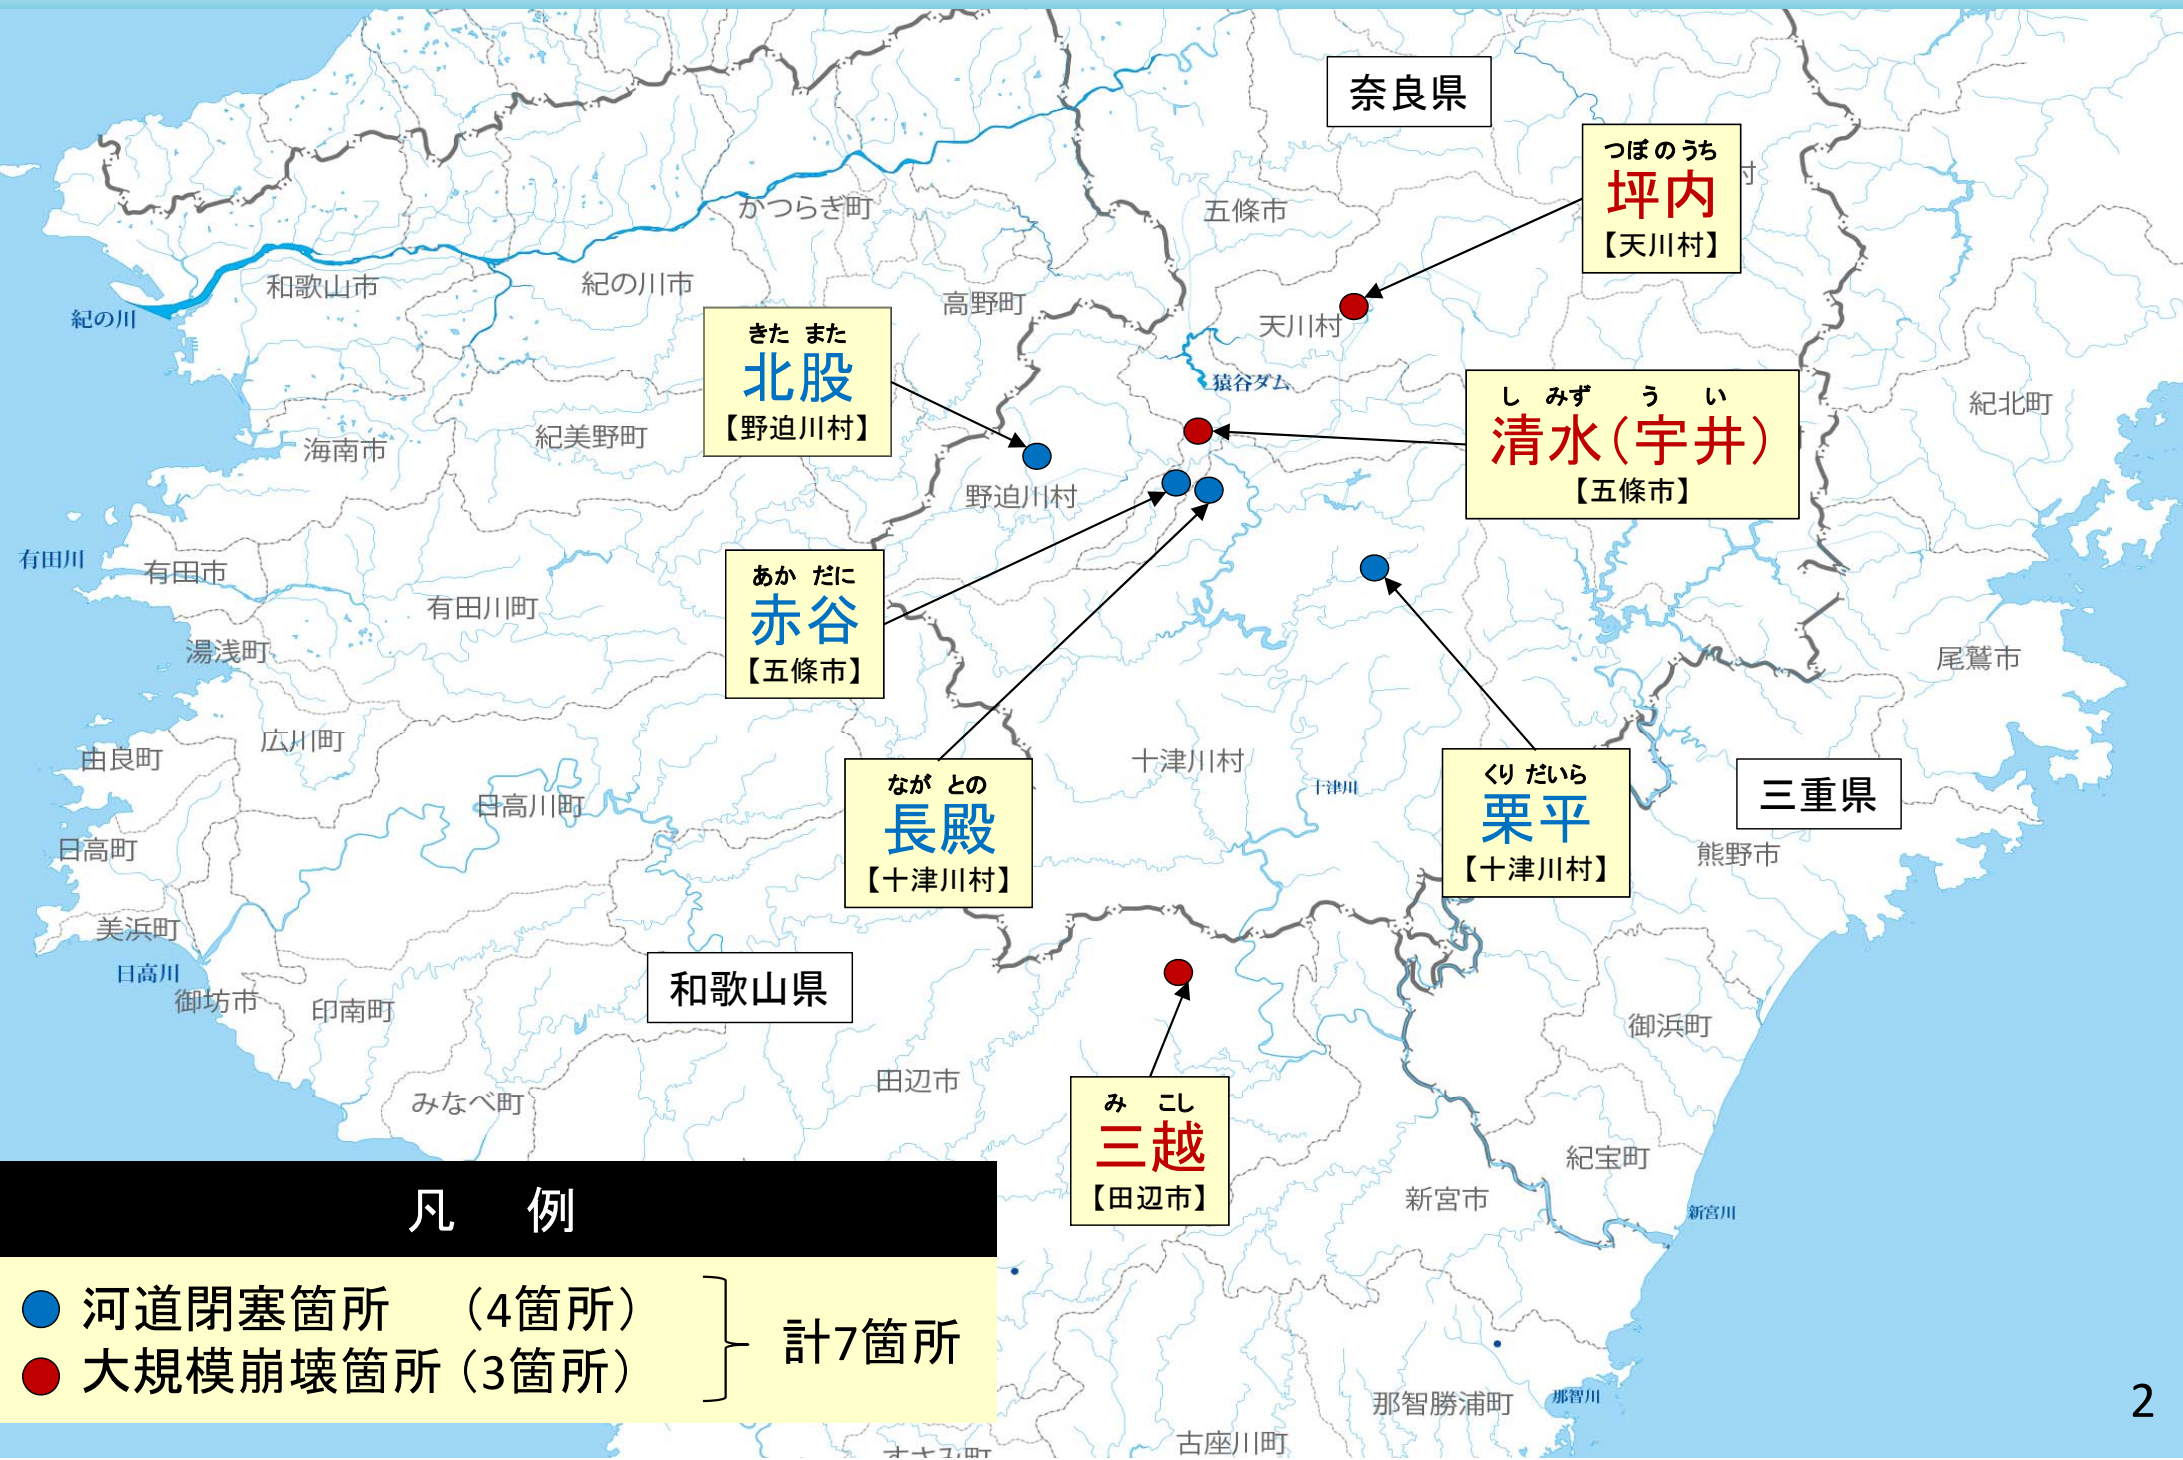 奈良県
つぼのうち
坪内
【天川村】
村
かつらぎ町
五條市
和歌山市
紀の川市
高野町
紀の川
天川村
きた また
北股
【野迫川村】
猿谷ダム
し みず う い
清水(宇井)
【五條市】
紀北町
海南市
紀美野町
野迫川村
有田川
有田市
あか だに
赤谷
【五條市】
有田川町
湯浅町
尾鷲市
広川町
由良町
十津川村
十津川
なが との
長殿
【十津川村】
くり だいら
栗平
【十津川村】
三重県
日高川町
日高町
熊野市
美浜町
日高川
御坊市
印南町
和歌山県
御浜町
田辺市
みなべ町
み こし
三越
【田辺市】
紀宝町
新宮市
新宮川
凡 例
河道閉塞箇所 (4箇所)
大規模崩壊箇所(3箇所)
計7箇所
那智勝浦町
那智川
古座川町
すさみ町
2